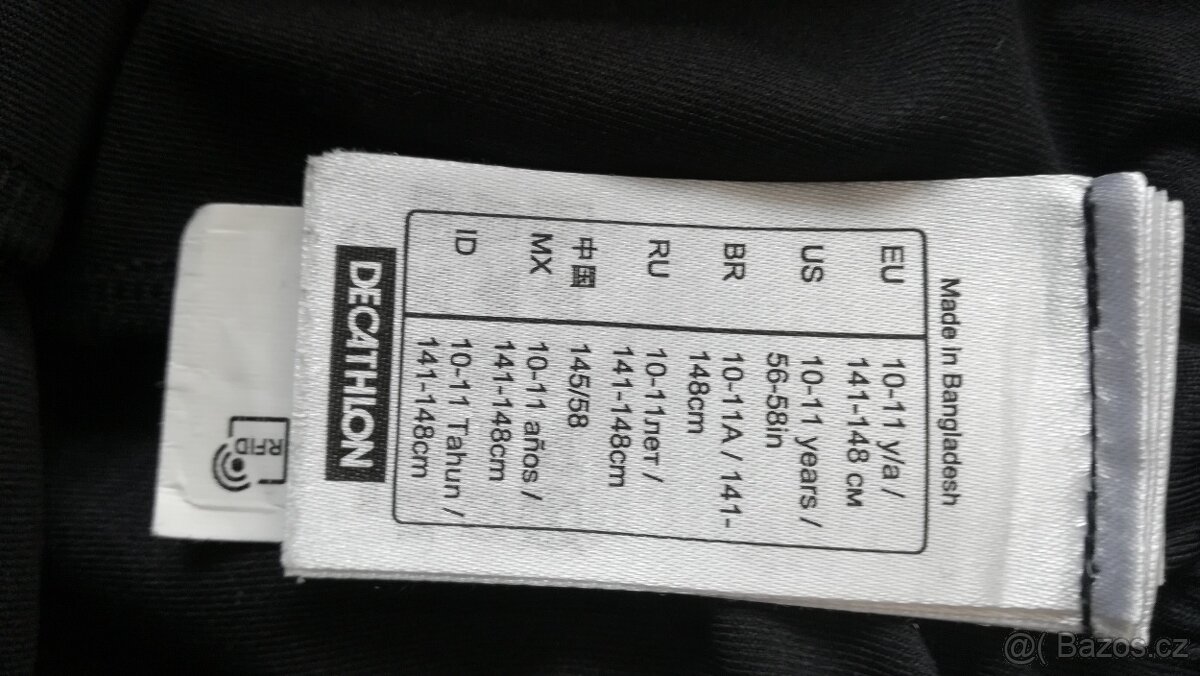 Made in Bangladesh
EU 10-11 y/a /
141-148 CM
US 10-11 years /
56-58in
BR 10-11A / 141-
148cm
RU 10-11лет /
141-148cm
中国 145/58
MX 10-11 años /
141-148cm
ID 10-11 Tahun /
141-148cm
DECATHLON
RFID
@( Bazos.cz